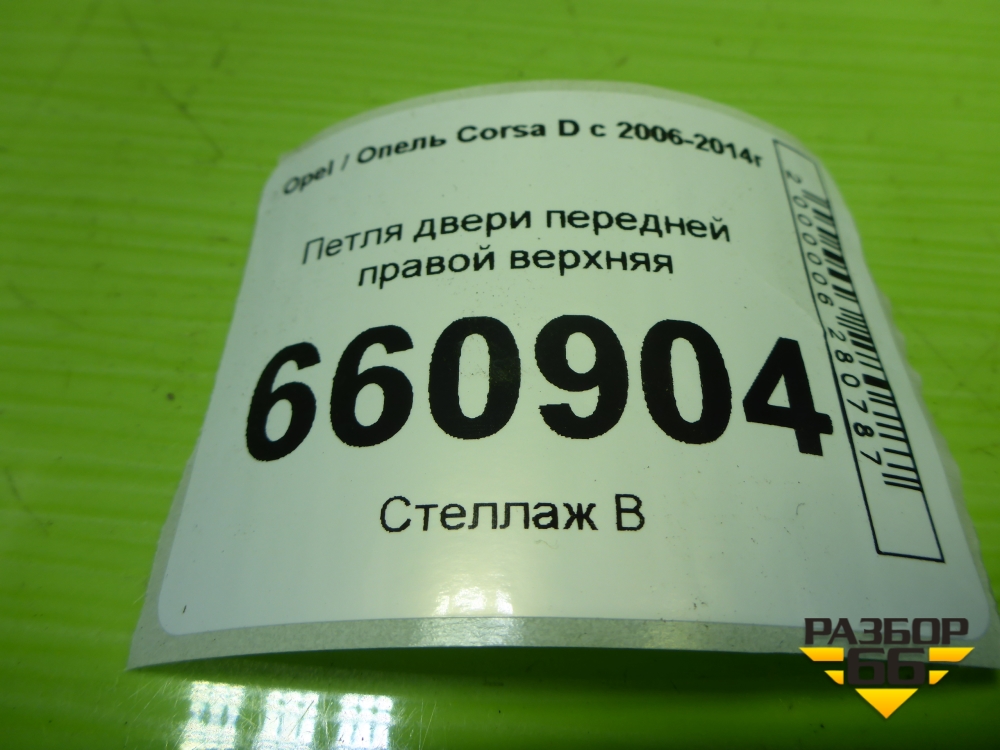 Opel / Опель Corsa D с 2006-2014г
Петля двери передней
правой верхняя
660904
Стеллаж В
2000006280787
РАЗБОР
66